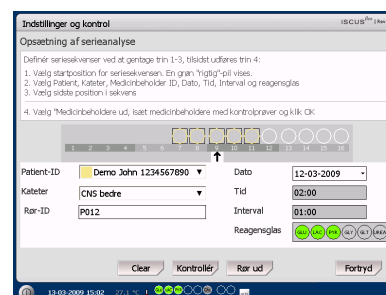 Indstillinger og kontrol
ISCUS flex
Opsætning af serieanalyse
Definér seriesekvenser ved at gentage trin 1-3, tilsidst udføres trin 4:
1. Vælg startposition for seriesekvensen. En grøn "rigtig"-pil vises.
2. Vælg Patient, Kateter, Medicinbeholder ID, Dato, Tid, Interval og reagensglas
3. Vælg sidste position i sekvens
4. Vælg "Medicinbeholdere ud, isæt medicinbeholdere med kontrolprøver og klik OK
1 2 3 4 5 6 7 8 9 10 11 12 13 14 15 16
Patient-ID Demo John 1234567890 Dato 12-03-2009
Kateter CNS bedre Tid 02:00
Rør-ID P012 Interval 01:00
Reagensglas GLU LAC PYR GLY GLT UREA
Clear Kontrollér Rør ud Fortryd
13-03-2009 15:02 27.1 °C